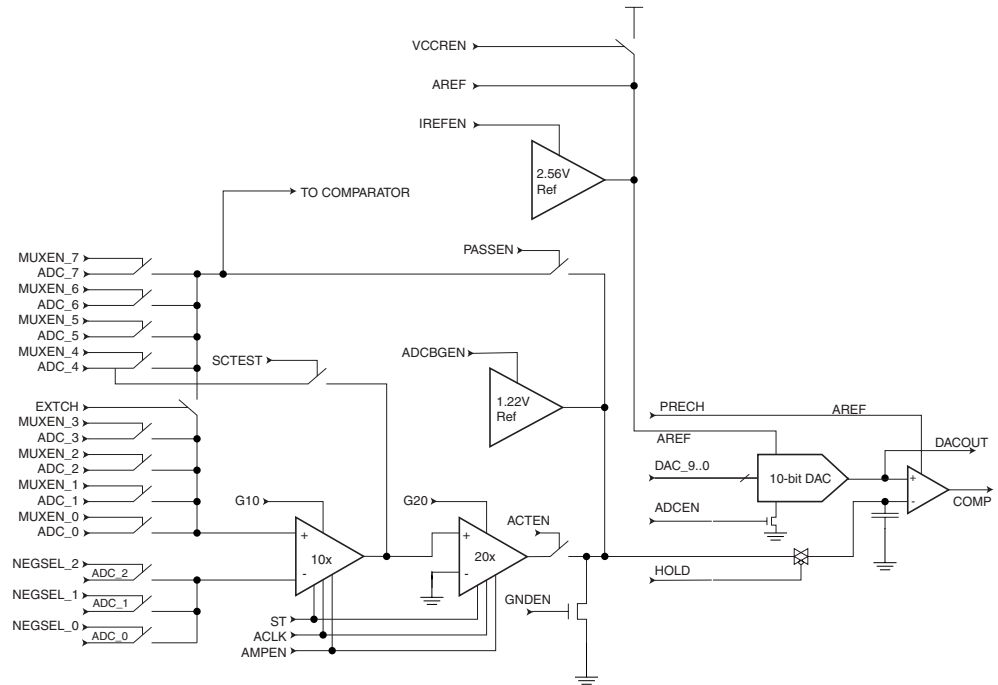 VCCREN
AREF
IREFEN
2.56V
Ref
TO COMPARATOR
PASSEN
MUXEN_7
ADC_7
MUXEN_6
ADC_6
MUXEN_5
ADC_5
MUXEN_4
ADC_4
SCTEST
ADCBGEN
1.22V
Ref
EXTCH
MUXEN_3
ADC_3
MUXEN_2
ADC_2
MUXEN_1
ADC_1
MUXEN_0
ADC_0
PRECH
AREF
AREF
DACOUT
DAC_9..0
10-bit DAC
+
-
COMP
ADCEN
G10
G20
ACTEN
+
10x
-
+
20x
-
HOLD
NEGSEL_2
ADC_2
NEGSEL_1
ADC_1
NEGSEL_0
ADC_0
GNDEN
ST
ACLK
AMPEN